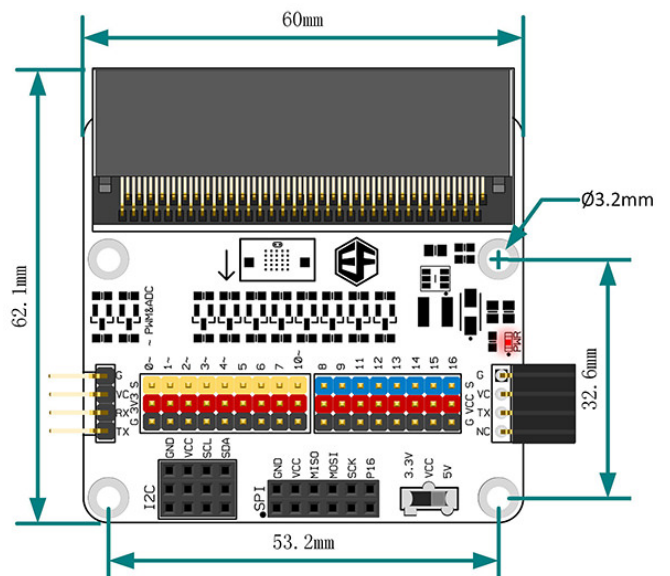 60mm
62.1mm
Ø3.2mm
32.6mm
53.2mm
~ PWM&ADC
PWR
0~ 1~ 2~ 3~ 4~ 5 6 7 10~
8 9 11 12 13 14 15 16
G 3V3 S
G VCC S
G
VC
RX
TX
G
VC
TX
NC
I2C
GND VCC SCL SDA
SPI
GND VCC MISO MOSI SCK P16
3.3V VCC 5V